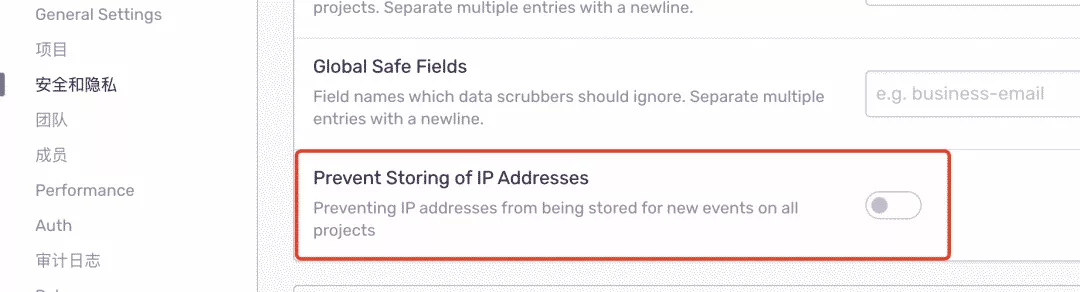 General Settings
项目
安全和隐私
团队
成员
Performance
Auth
审计日志
projects. Separate multiple entries with a newline.
Global Safe Fields
Field names which data scrubbers should ignore. Separate multiple
entries with a newline.
e.g. business-email
Prevent Storing of IP Addresses
Preventing IP addresses from being stored for new events on all
projects